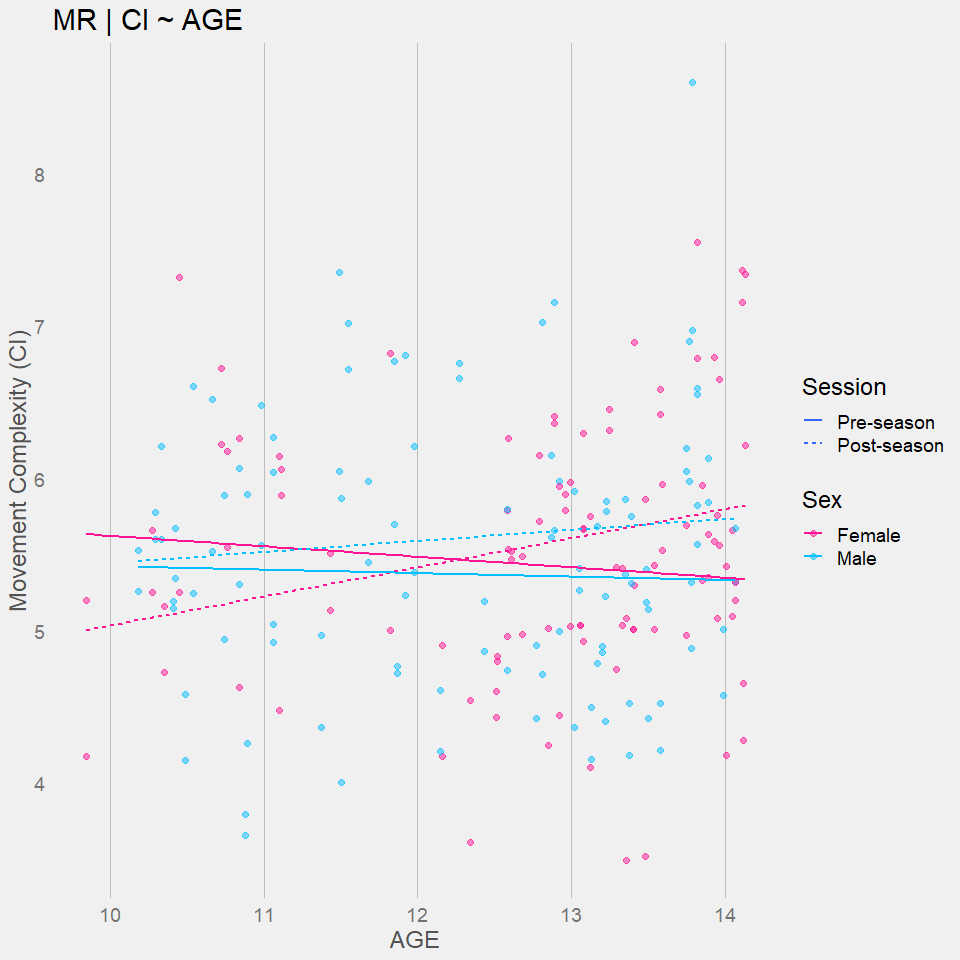 MR | CI ~ AGE
8
7
6
5
4
Movement Complexity (CI)
10 11 12 13 14
AGE
Session
Pre-season
Post-season
Sex
Female
Male